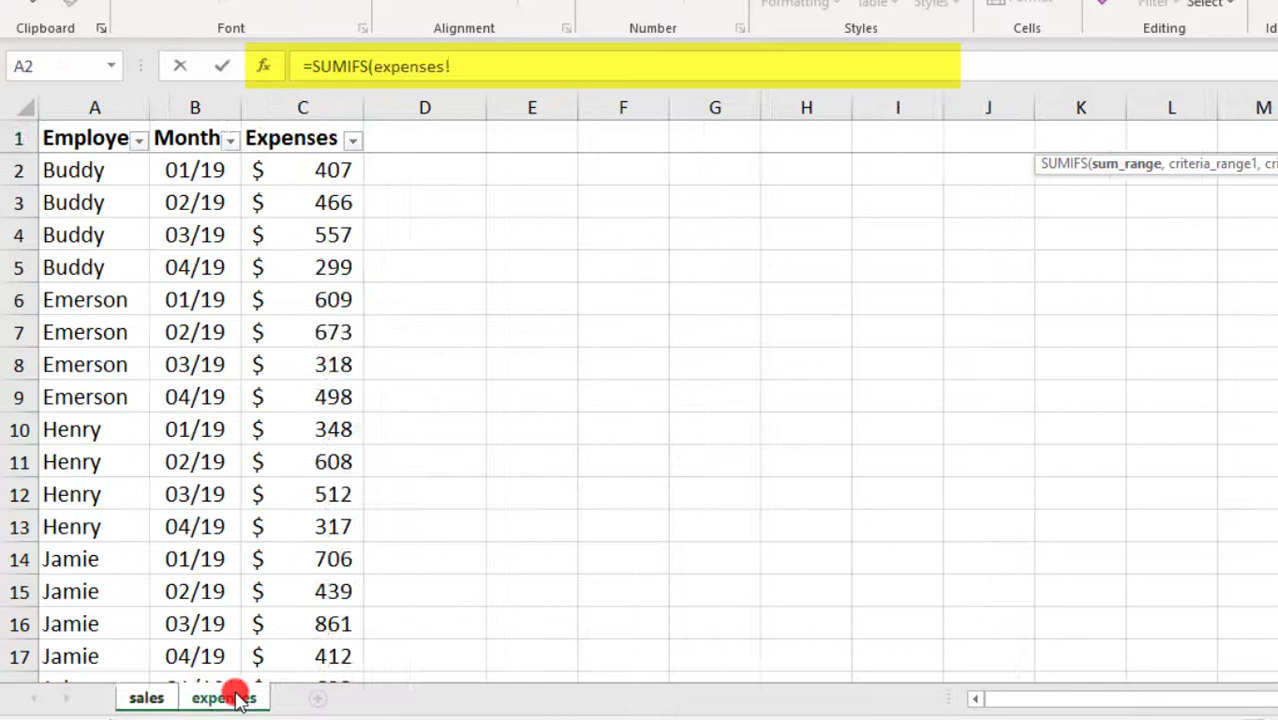 Formatting Table Styles Format Filter Select
Clipboard Font Alignment Number Styles Cells Editing
A2 fx =SUMIFS(expenses!
A B C D E F G H I J K L M
1 Employe Month Expenses
2 Buddy 01/19 $ 407
SUMIFS(sum_range, criteria_range1, cri
3 Buddy 02/19 $ 466
4 Buddy 03/19 $ 557
5 Buddy 04/19 $ 299
6 Emerson 01/19 $ 609
7 Emerson 02/19 $ 673
8 Emerson 03/19 $ 318
9 Emerson 04/19 $ 498
10 Henry 01/19 $ 348
11 Henry 02/19 $ 608
12 Henry 03/19 $ 512
13 Henry 04/19 $ 317
14 Jamie 01/19 $ 706
15 Jamie 02/19 $ 439
16 Jamie 03/19 $ 861
17 Jamie 04/19 $ 412
sales expenses